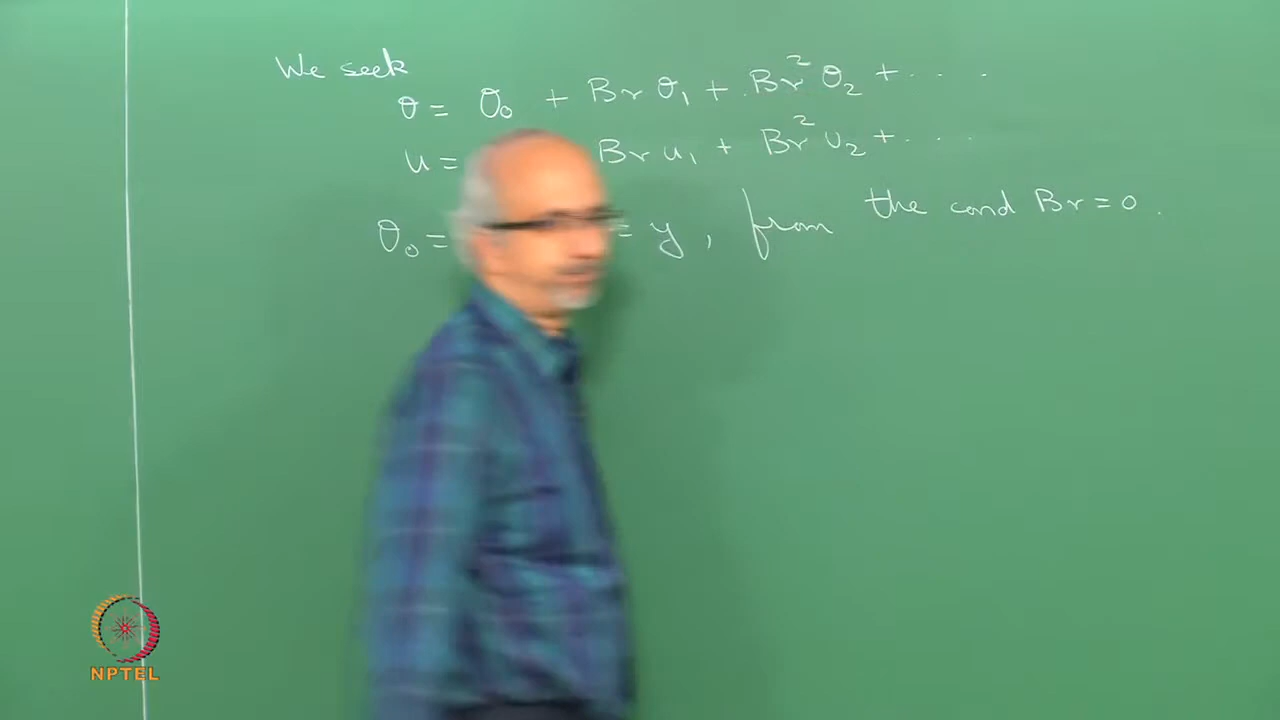 We seek
θ = θ₀ + Br θ₁ + Br² θ₂ + . . . .
u = Br u₁ + Br² u₂ + . . . .
θ₀ = = y , from the cond Br = 0 .
NPTEL